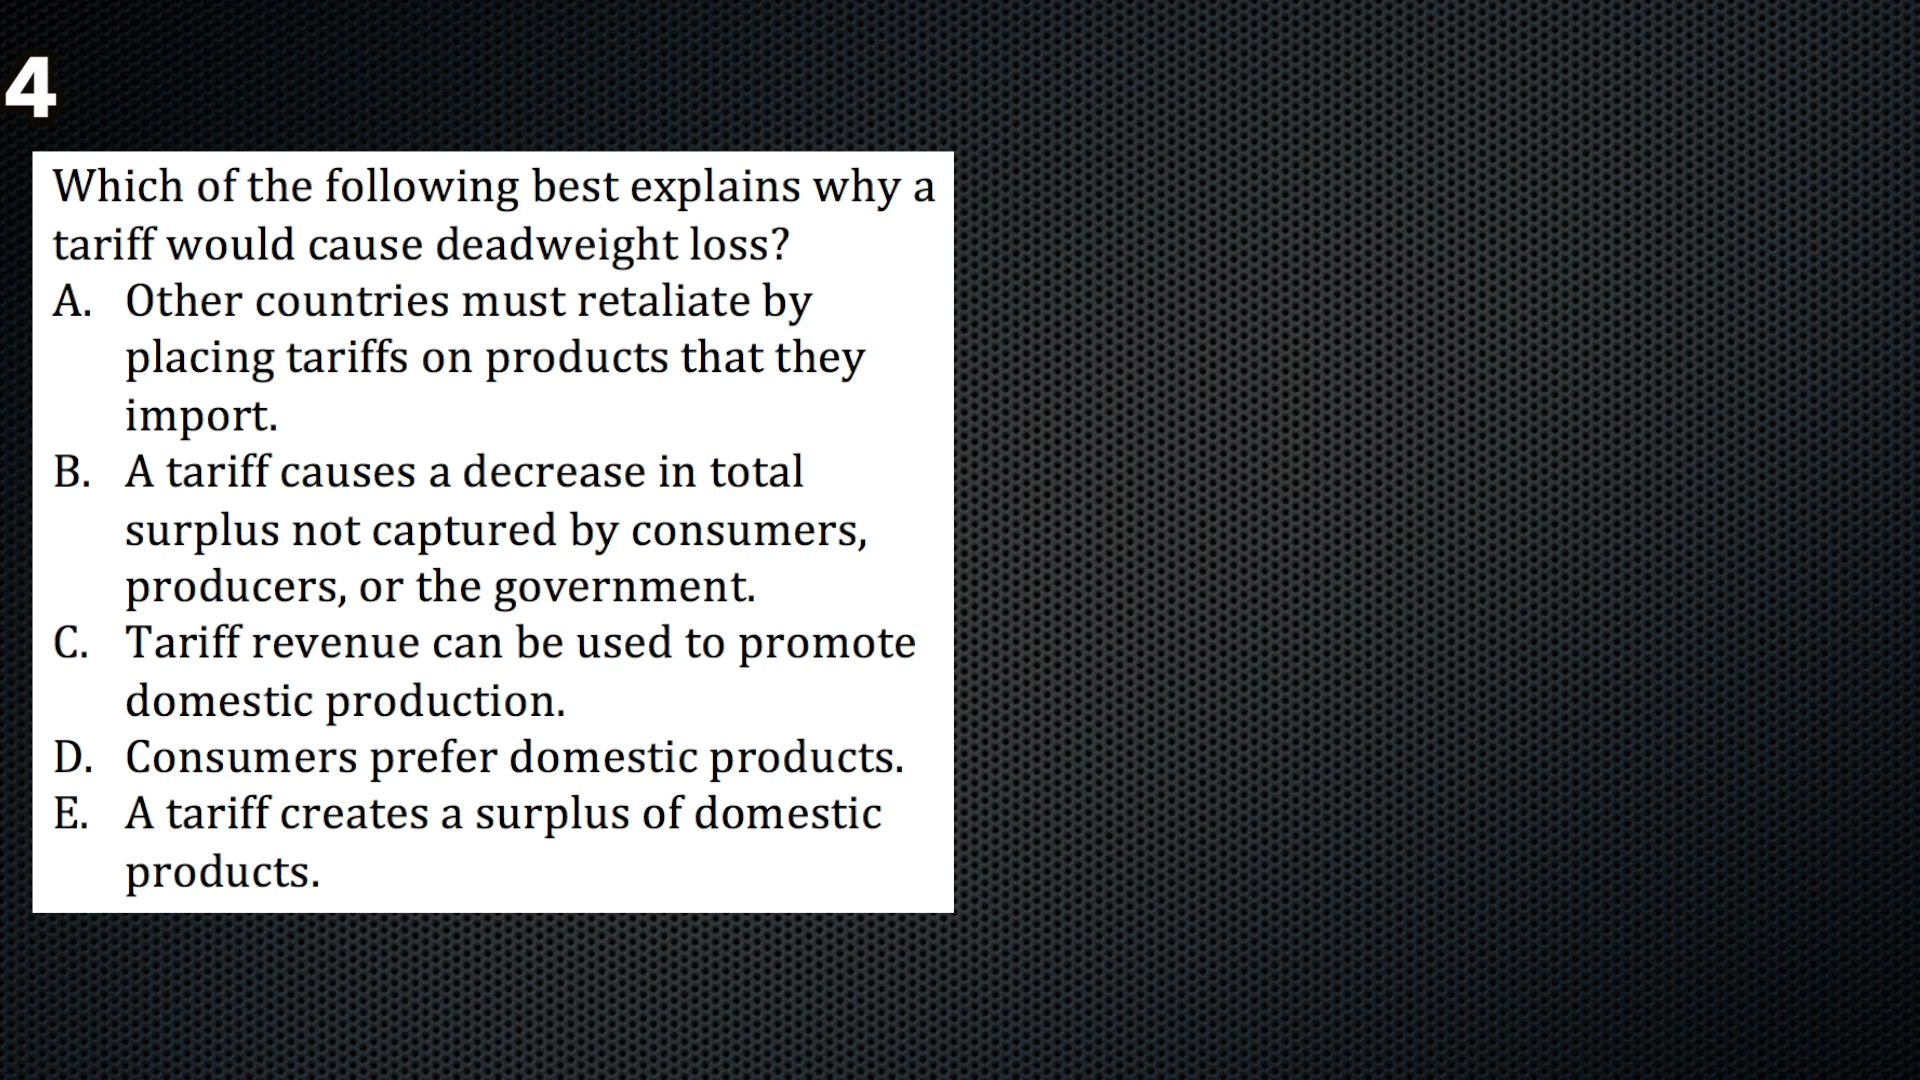 4
Which of the following best explains why a
tariff would cause deadweight loss?
A. Other countries must retaliate by
placing tariffs on products that they
import.
B. A tariff causes a decrease in total
surplus not captured by consumers,
producers, or the government.
C. Tariff revenue can be used to promote
domestic production.
D. Consumers prefer domestic products.
E. A tariff creates a surplus of domestic
products.